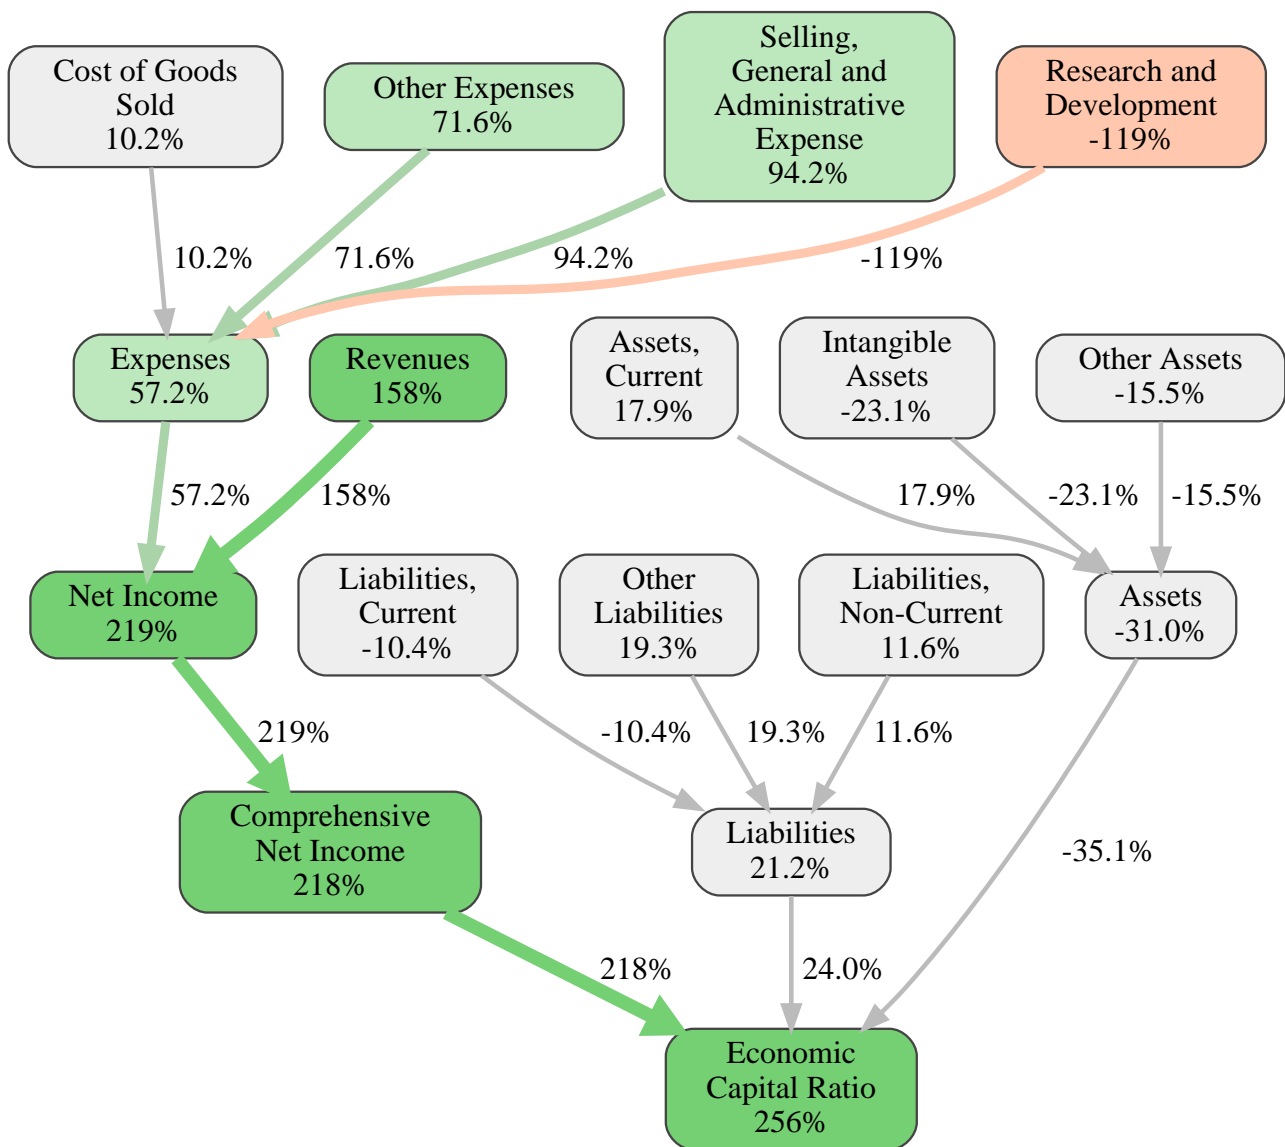 Cost of Goods
Sold
10.2%
Other Expenses
71.6%
Selling,
General and
Administrative
Expense
94.2%
Research and
Development
-119%
10.2%
71.6%
94.2%
-119%
Expenses
57.2%
Revenues
158%
Assets,
Current
17.9%
Intangible
Assets
-23.1%
Other Assets
-15.5%
57.2%
158%
17.9%
-23.1%
-15.5%
Net Income
219%
Liabilities,
Current
-10.4%
Other
Liabilities
19.3%
Liabilities,
Non-Current
11.6%
Assets
-31.0%
219%
-10.4%
19.3%
11.6%
Comprehensive
Net Income
218%
Liabilities
21.2%
-35.1%
218%
24.0%
Economic
Capital Ratio
256%